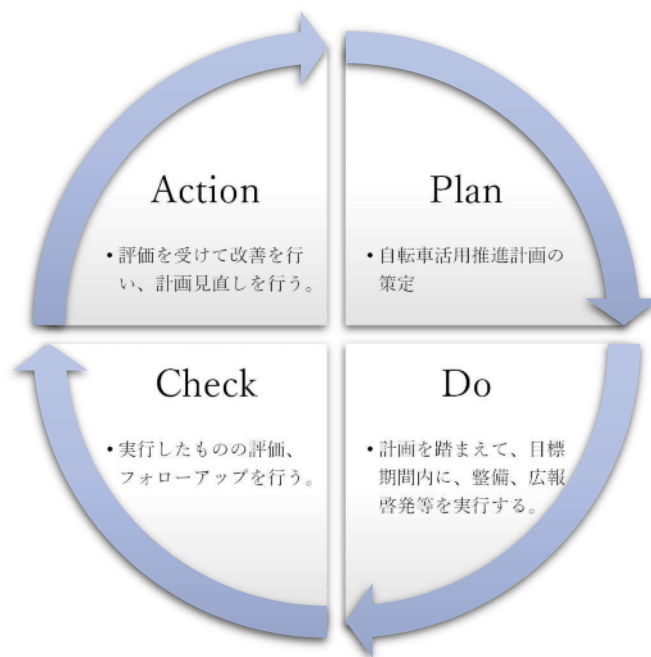 Action
・評価を受けて改善を行
い、計画見直しを行う。
Plan
・自転車活用推進計画の
策定
Check
・実行したものの評価、
フォローアップを行う。
Do
・計画を踏まえて、目標
期間内に、整備、広報
啓発等を実行する。